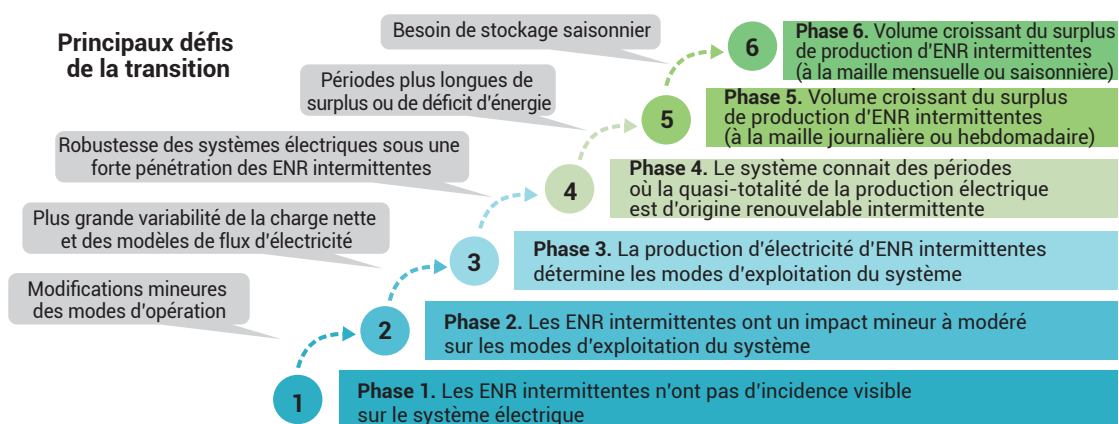 Principaux défis
de la transition
Besoin de stockage saisonnier
Périodes plus longues de
surplus ou de déficit d'énergie
Robustesse des systèmes électriques sous une
forte pénétration des ENR intermittentes
Plus grande variabilité de la charge nette
et des modèles de flux d'électricité
Modifications mineures
des modes d'opération
6
Phase 6. Volume croissant du surplus
de production d'ENR intermittentes
(à la maille mensuelle ou saisonnière)
5
Phase 5. Volume croissant du surplus
de production d'ENR intermittentes
(à la maille journalière ou hebdomadaire)
4
Phase 4. Le système connait des périodes
où la quasi-totalité de la production électrique
est d'origine renouvelable intermittente
3
Phase 3. La production d'électricité d'ENR intermittentes
détermine les modes d'exploitation du système
2
Phase 2. Les ENR intermittentes ont un impact mineur à modéré
sur les modes d'exploitation du système
1
Phase 1. Les ENR intermittentes n'ont pas d'incidence visible
sur le système électrique